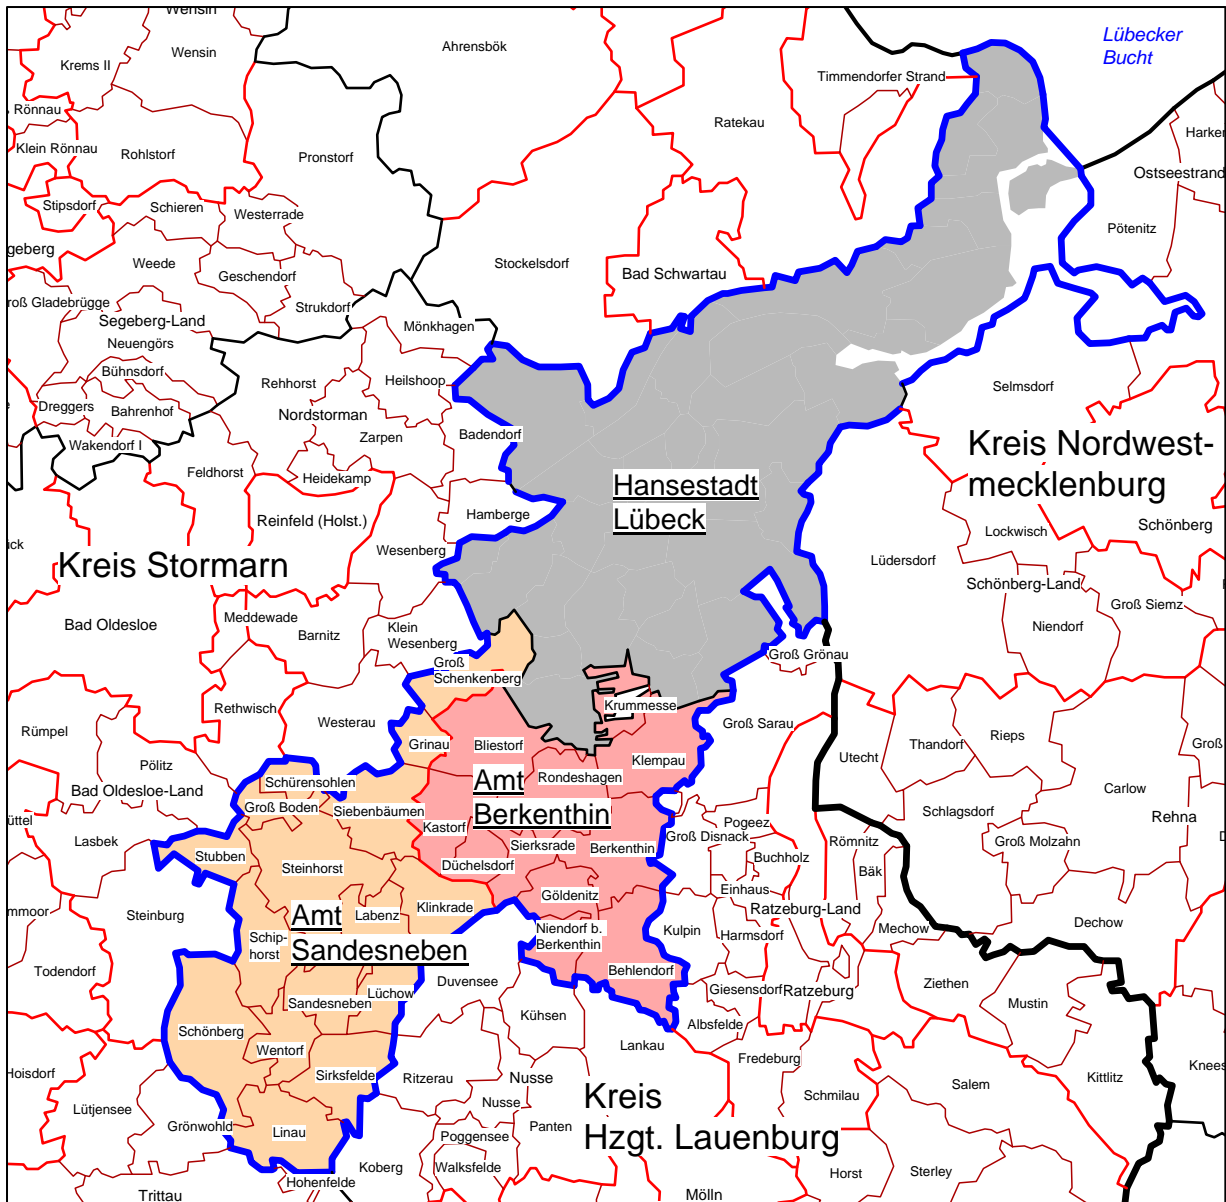 Wensin
Wensin
Krems II
Ahrensbök
Lübecker
Bucht
Timmendorfer Strand
Rönnau
Ratekau
Klein Rönnau
Rohlstorf
Pronstorf
Harker
Ostseestrand
Stipsdorf
Schieren
Westerrade
Pötenitz
geberg
Weede
Stockelsdorf
Bad Schwartau
Geschendorf
roß Gladebrügge
Strukdorf
Segeberg-Land
Mönkhagen
Neuengörs
Bühnsdorf
Rehhorst
Heilshoop
Selmsdorf
Dreggers
Bahrenhof
Nordstorman
Zarpen
Badendorf
Wakendorf I
Kreis Nordwest-
mecklenburg
Feldhorst
Heidekamp
Hansestadt
Lübeck
Reinfeld (Holst.)
Hamberge
Lockwisch
Schönberg
ück
Wesenberg
Kreis Stormarn
Lüdersdorf
Schönberg-Land
Groß Siemz
Meddewade
Bad Oldesloe
Barnitz
Klein
Wesenberg
Niendorf
Groß
Schenkenberg
Groß Grönau
Rethwisch
Krummesse
Westerau
Groß Sarau
Rümpel
Grinau
Bliestorf
Rieps
Thandorf
Groß
Utecht
Klempau
Pölitz
Schürensohlen
Amt
Berkenthin
Rondeshagen
Bad Oldesloe-Land
Carlow
Groß Boden
Siebenbäumen
Schlagsdorf
Rehna
üttel
Kastorf
Pogeez
Groß Disnack
Lasbek
Sierksrade
Berkenthin
Römnitz
Groß Molzahn
Stubben
Buchholz
Steinhorst
Düchelsdorf
Bäk
Göldenitz
Einhaus
mmoor
Steinburg
Amt
Sandesneben
Labenz
Klinkrade
Ratzeburg-Land
Dechow
Schip-
horst
Niendorf b.
Berkenthin
Kulpin
Harmsdorf
Mechow
Todendorf
Behlendorf
Duvensee
Lüchow
Giesensdorf
Ratzeburg
Ziethen
Sandesneben
Mustin
Kühsen
Schönberg
Albsfelde
Wentorf
Lankau
Fredeburg
Hoisdorf
Sirksfelde
Ritzerau
Nusse
Kreis
Hzgt. Lauenburg
Salem
Kittlitz
Knees
Schmilau
Lütjensee
Nusse
Grönwohld
Linau
Panten
Poggensee
Koberg
Walksfelde
Horst
Sterley
Hohenfelde
Trittau
Mölln